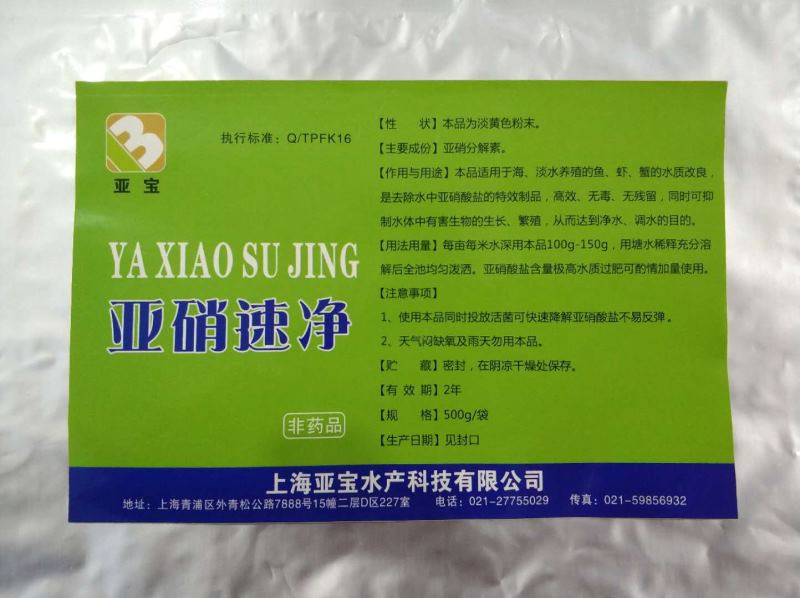 亚宝
执行标准：Q/TPFK16
YA XIAO SU JING
亚硝速净
非药品
【性 状】本品为淡黄色粉末。
【主要成份】亚硝分解素。
【作用与用途】本品适用于海、淡水养殖的鱼、虾、蟹的水质改良，
是去除水中亚硝酸盐的特效制品，高效、无毒、无残留，同时可抑
制水体中有害生物的生长、繁殖，从而达到净水、调水的目的。
【用法用量】每亩每米水深用本品100g-150g，用塘水稀释充分溶
解后全池均匀泼洒。亚硝酸盐含量极高水质过肥可酌情加量使用。
【注意事项】
1、使用本品同时投放活菌可快速降解亚硝酸盐不易反弹。
2、天气闷缺氧及雨天勿用本品。
【贮 藏】密封，在阴凉干燥处保存。
【有 效 期】2年
【规 格】500g/袋
【生产日期】见封口
上海亚宝水产科技有限公司
地址：上海青浦区外青松公路7888号15幢二层D区227室 电话：021-27755029 传真：021-59856932